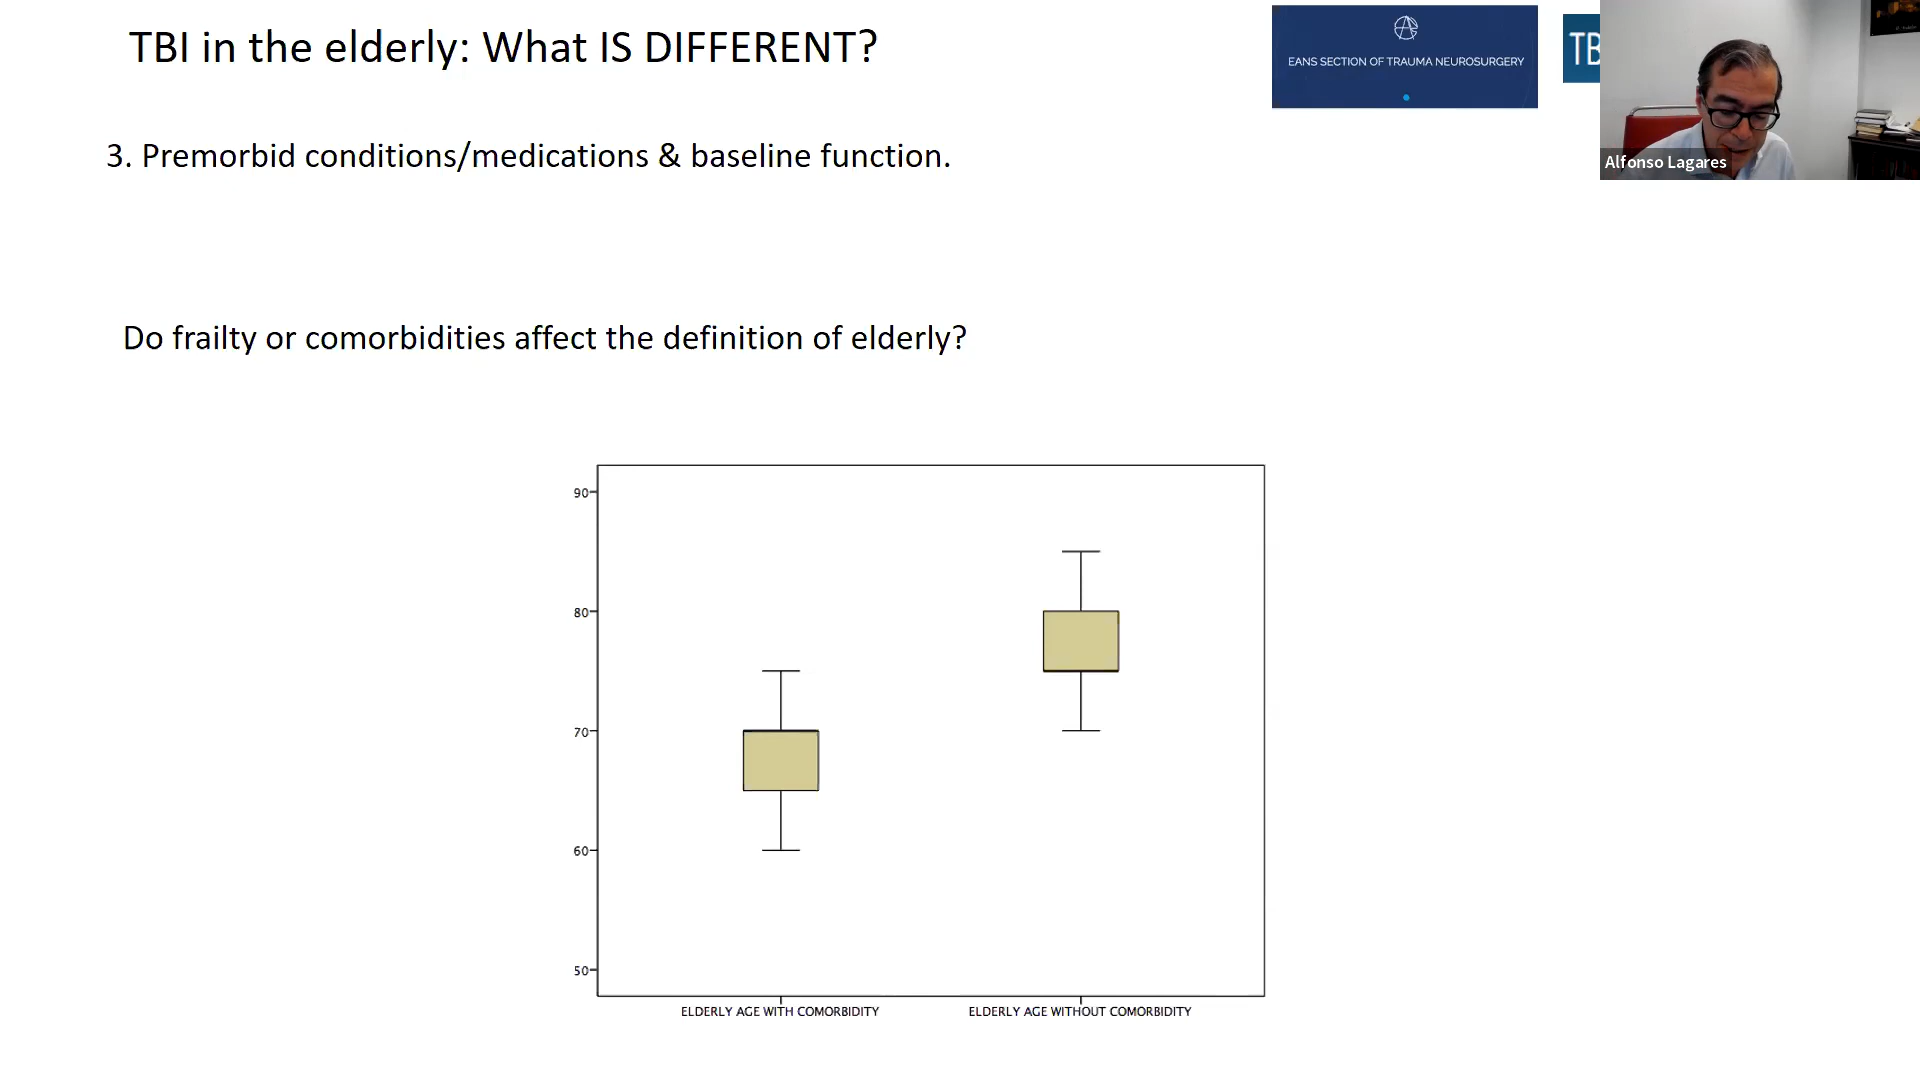 TBI in the elderly: What IS DIFFERENT?
EANS SECTION OF TRAUMA NEUROSURGERY
TB
Alfonso Lagares
3. Premorbid conditions/medications & baseline function.
Do frailty or comorbidities affect the definition of elderly?
90
80
70
60
50
ELDERLY AGE WITH COMORBIDITY
ELDERLY AGE WITHOUT COMORBIDITY